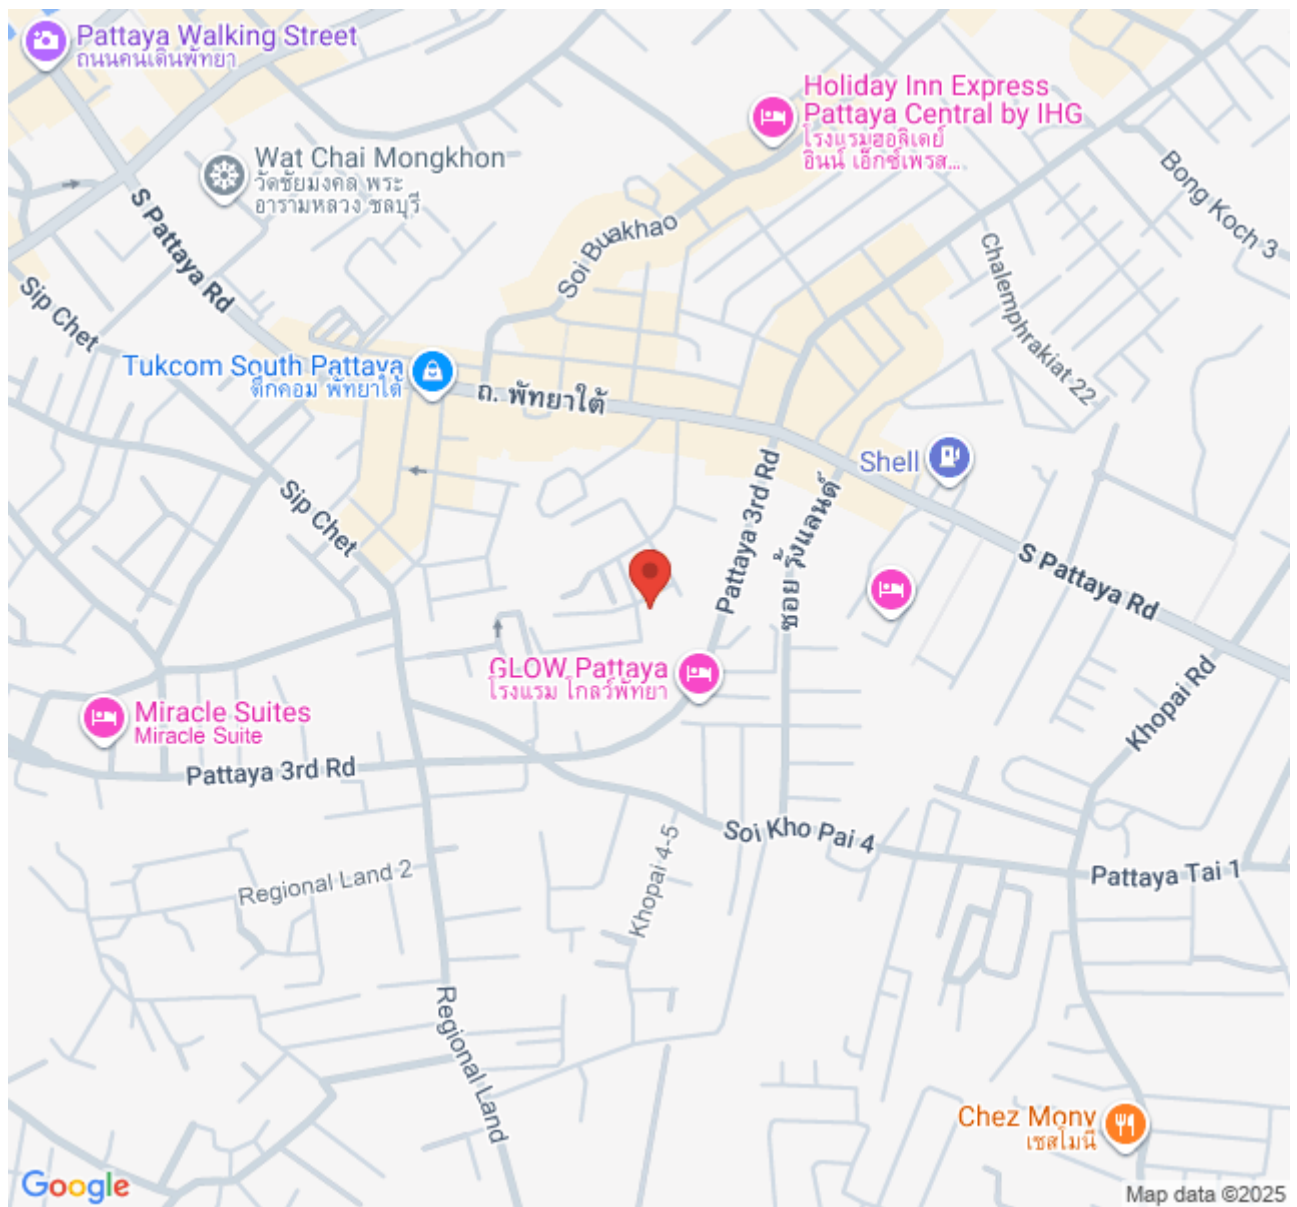 Pattaya Walking Street
ถนนคนเดินพัทยา
Holiday Inn Express
Pattaya Central by IHG
โรงแรมฮอลิเดย์
อินน์ เอ็กซ์เพรส...
Wat Chai Mongkhon
วัดชัยมงคล พระ
อารามหลวง ชลบุรี
Bong Koch 3
S Pattaya Rd
Soi Buakhao
Chalemphrakiat 22
Sip Chet
Tukcom South Pattaya
ตึกคอม พัทยาใต้
ถ. พัทยาใต้
Shell
Sip Chet
Pattaya 3rd Rd
ซอย รุ้งแลนด์
S Pattaya Rd
GLOW Pattaya
โรงแรม โกลว์พัทยา
Khopai Rd
Miracle Suites
Miracle Suite
Pattaya 3rd Rd
Soi Kho Pai 4
Khopai 4-5
Pattaya Tai 1
Regional Land 2
Regional Land
Chez Mony
เชสโมนี
Google
Map data ©2025